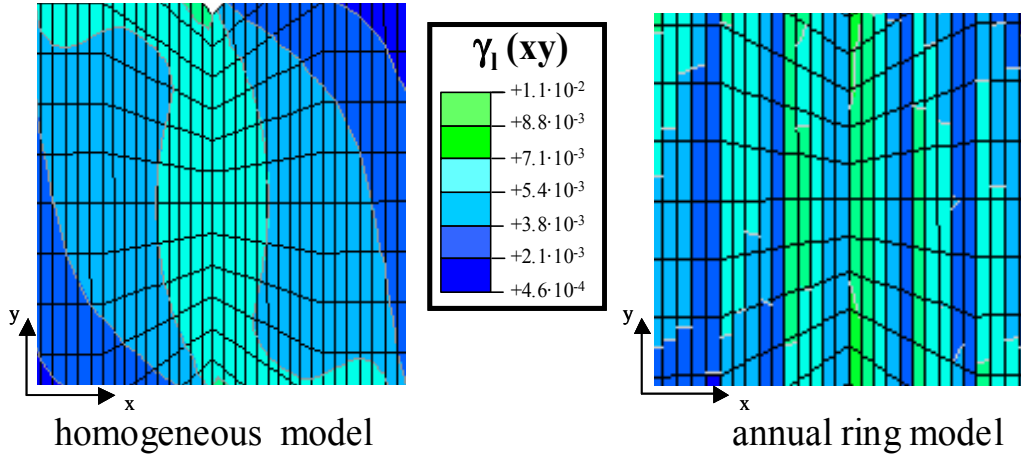 γₗ (xy)
+1.1·10⁻²
+8.8·10⁻³
+7.1·10⁻³
+5.4·10⁻³
+3.8·10⁻³
+2.1·10⁻³
+4.6·10⁻⁴
y
x
homogeneous model
y
x
annual ring model